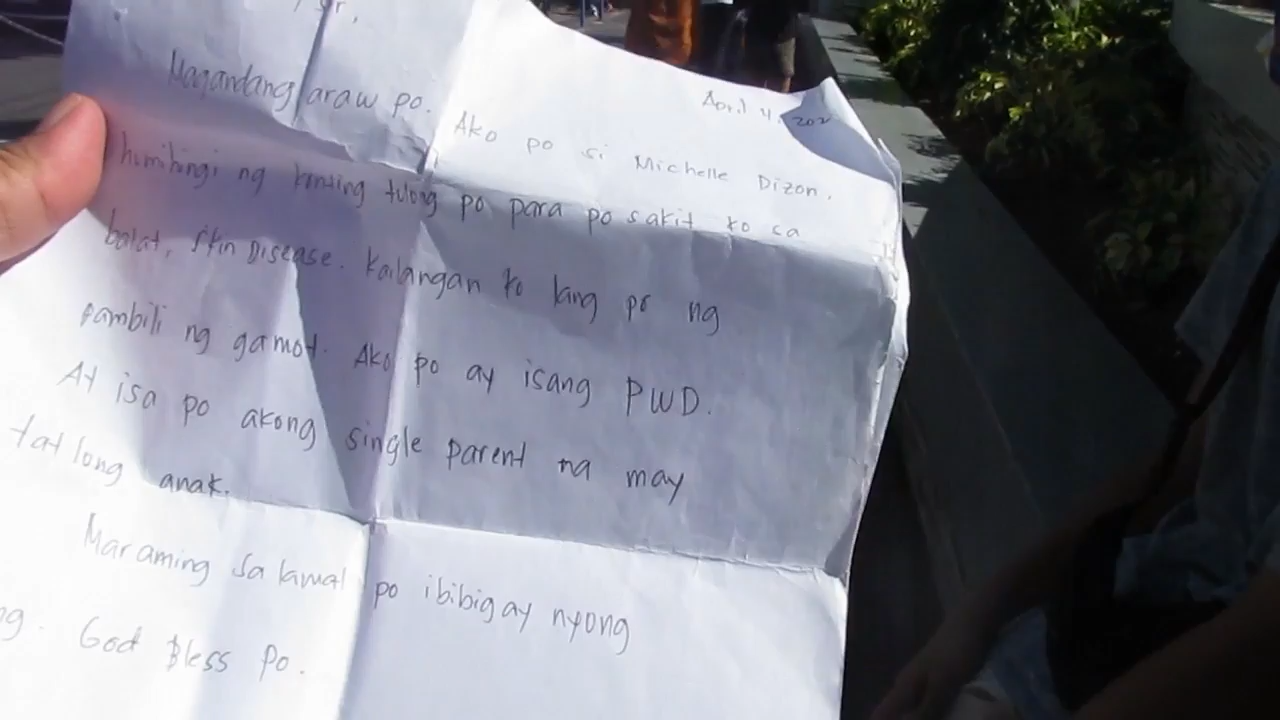 April 4, 202
Magandang araw po. Ako po si Michelle Dizon,
humihingi ng konting tulong po para po sakit ko sa
balat, Skin Disease. Kailangan ko lang po ng
pambili ng gamot. Ako po ay isang PWD.
At isa po akong single parent na may
tatlong anak.
Maraming Salamat po ibibigay nyong
God Bless Po.